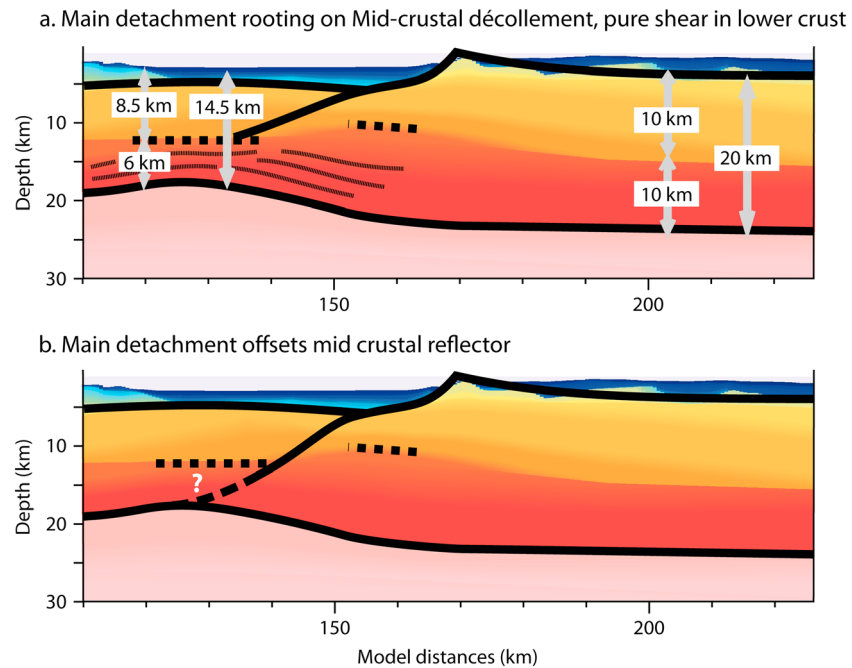 a. Main detachment rooting on Mid-crustal décollement, pure shear in lower crust
8.5 km
14.5 km
6 km
10 km
20 km
10 km
Depth (km)
10
20
30
150
200
b. Main detachment offsets mid crustal reflector
?
Depth (km)
10
20
30
150
200
Model distances (km)